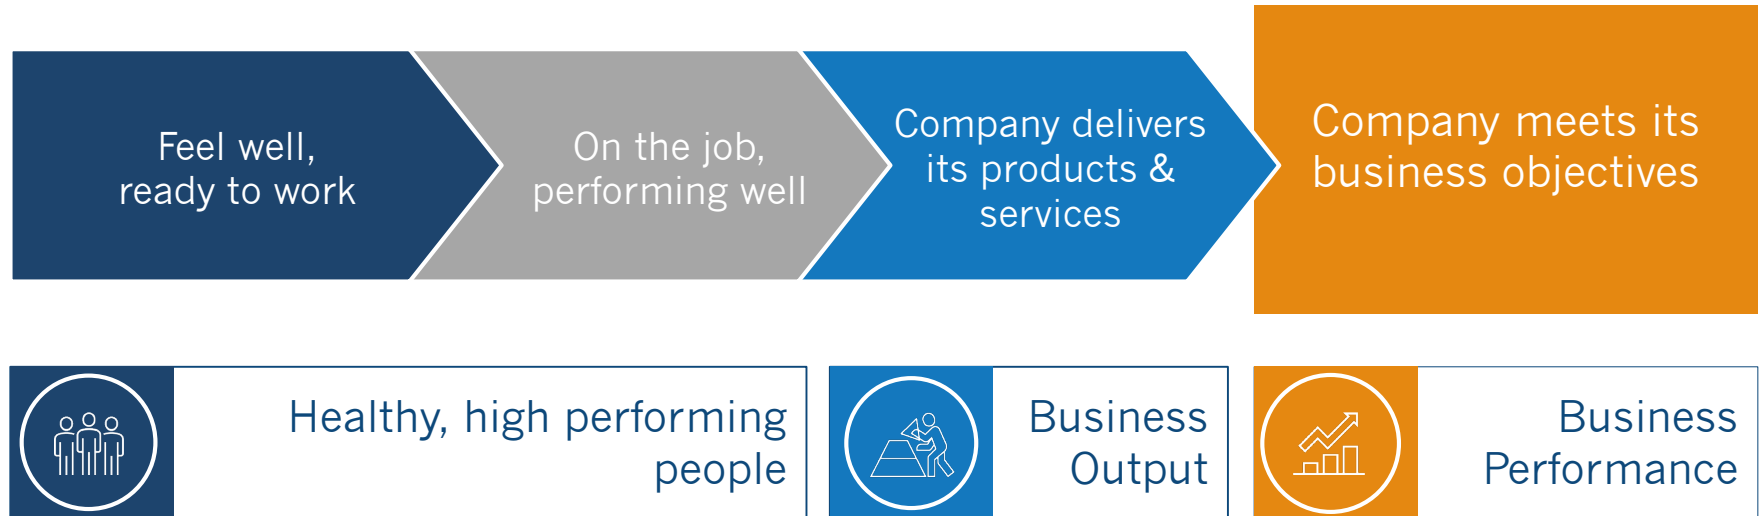 Feel well,
ready to work
On the job,
performing well
Company delivers
its products &
services
Company meets its
business objectives
Healthy, high performing
people
Business
Output
Business
Performance